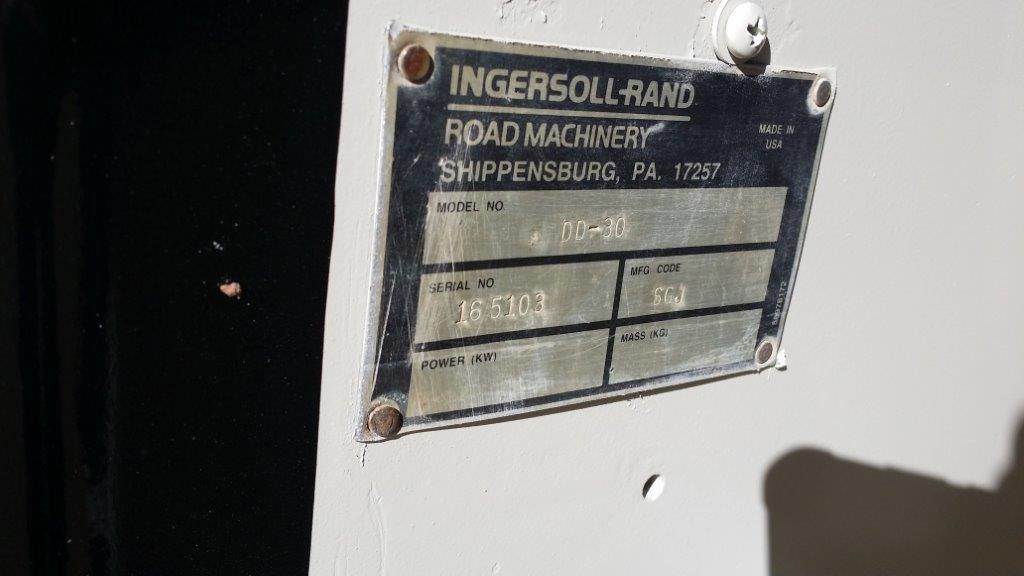 INGERSOLL-RAND
ROAD MACHINERY
MADE IN
USA
SHIPPENSBURG, PA. 17257
MODEL NO
DD-30
SERIAL NO
165103
MFG CODE
POWER (KW)
MASS (KG)